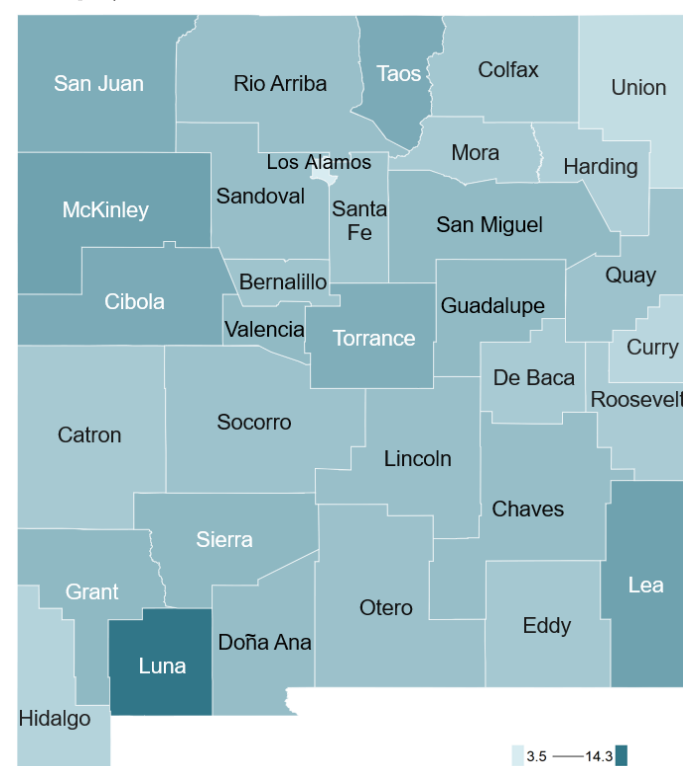 San Juan
Rio Arriba
Taos
Colfax
Union
Los Alamos
Mora
Harding
McKinley
Sandoval
Santa
Fe
San Miguel
Bernalillo
Quay
Cibola
Guadalupe
Valencia
Torrance
Curry
De Baca
Roosevelt
Catron
Socorro
Lincoln
Chaves
Sierra
Grant
Lea
Otero
Eddy
Doña Ana
Luna
Hidalgo
3.5 14.3